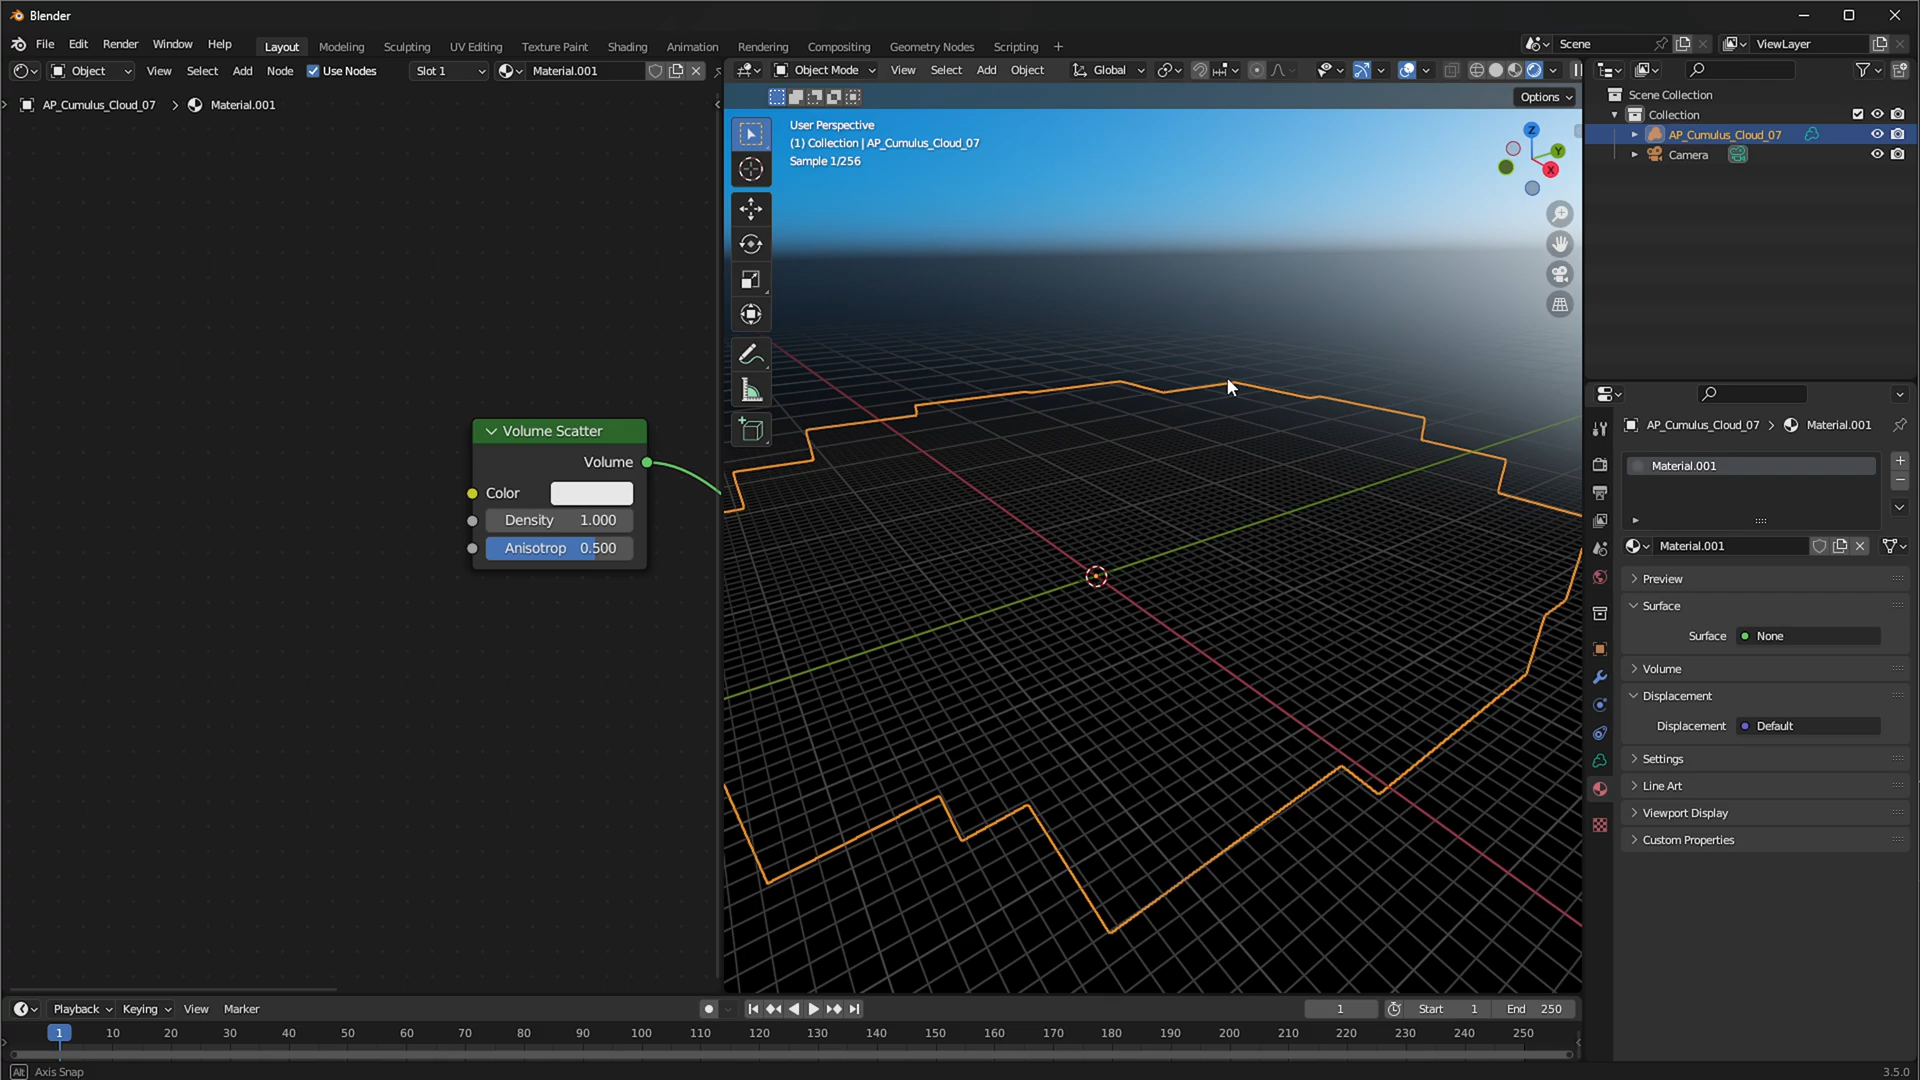 Blender
File Edit Render Window Help
Layout Modeling Sculpting UV Editing Texture Paint Shading Animation Rendering Compositing Geometry Nodes Scripting +
Scene
ViewLayer
Object View Select Add Node Use Nodes Slot 1 Material.001
Object Mode View Select Add Object Global
AP_Cumulus_Cloud_07 > Material.001
Options
User Perspective
(1) Collection | AP_Cumulus_Cloud_07
Sample 1/256
Z
Y
X
Scene Collection
Collection
AP_Cumulus_Cloud_07
Camera
Volume Scatter
Volume
Color
Density 1.000
Anisotrop 0.500
AP_Cumulus_Cloud_07 > Material.001
Material.001
Material.001
Preview
Surface
Surface None
Volume
Displacement
Displacement Default
Settings
Line Art
Viewport Display
Custom Properties
Playback Keying View Marker
1 Start 1 End 250
1 10 20 30 40 50 60 70 80 90 100 110 120 130 140 150 160 170 180 190 200 210 220 230 240 250
Alt Axis Snap
3.5.0